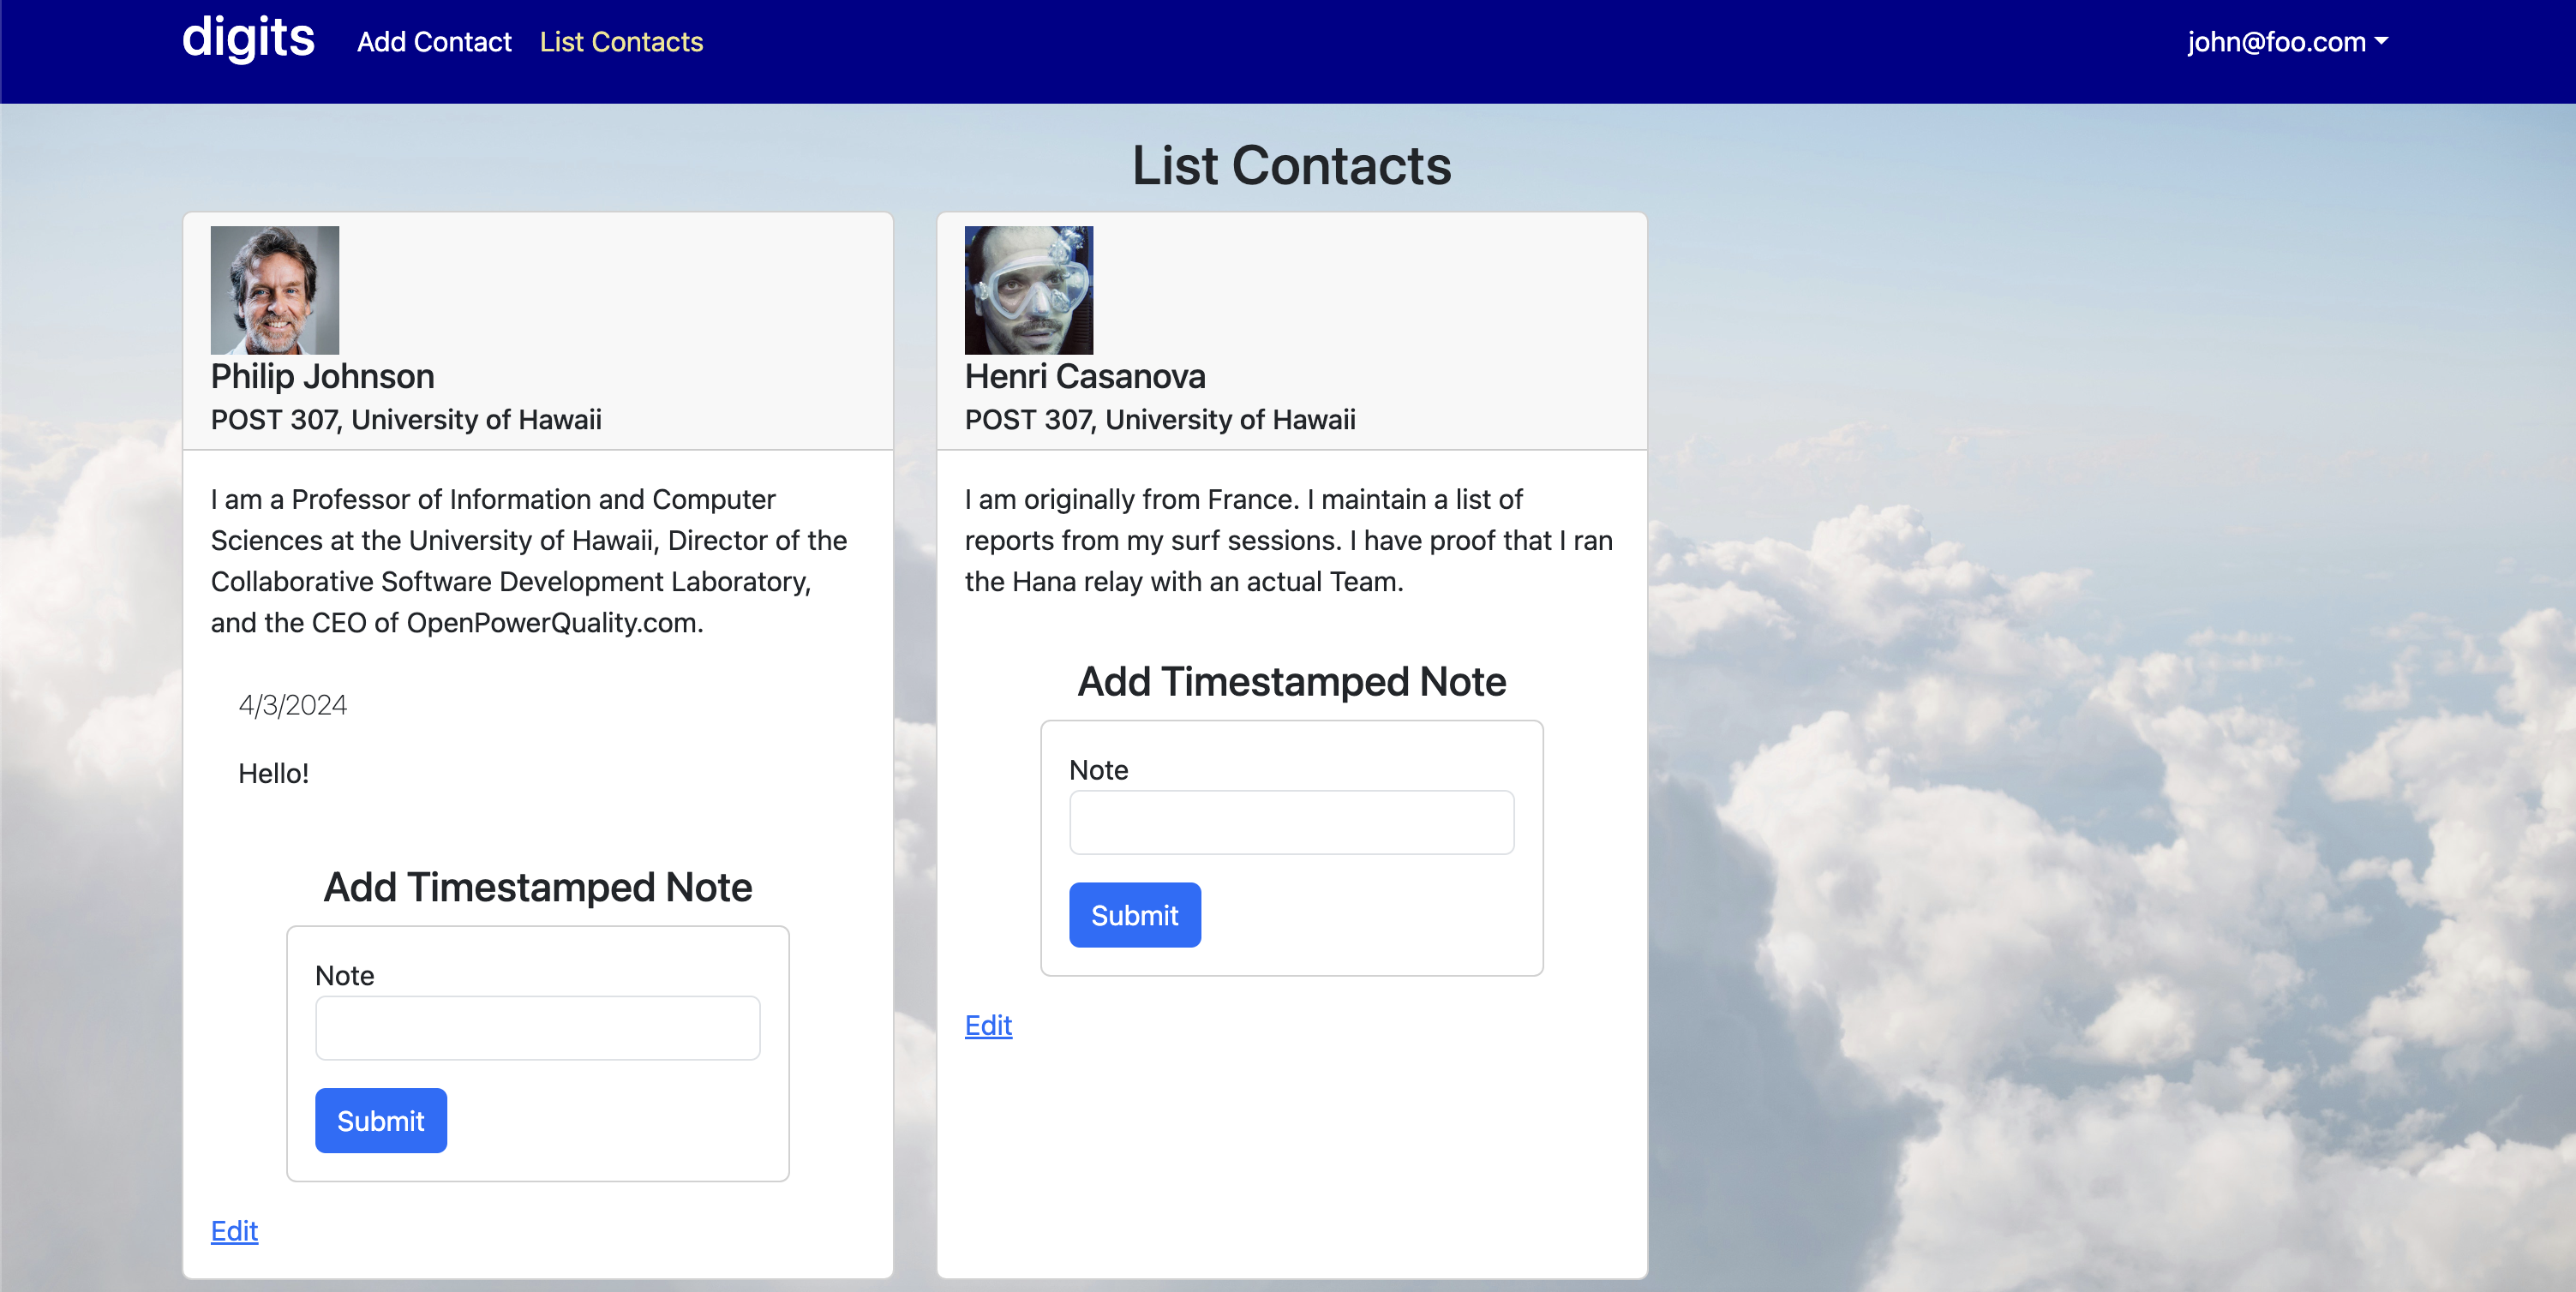 digits
Add Contact
List Contacts
john@foo.com
List Contacts
Philip Johnson
POST 307, University of Hawaii
I am a Professor of Information and Computer
Sciences at the University of Hawaii, Director of the
Collaborative Software Development Laboratory,
and the CEO of OpenPowerQuality.com.
4/3/2024
Hello!
Add Timestamped Note
Note
Submit
Edit
Henri Casanova
POST 307, University of Hawaii
I am originally from France. I maintain a list of
reports from my surf sessions. I have proof that I ran
the Hana relay with an actual Team.
Add Timestamped Note
Note
Submit
Edit